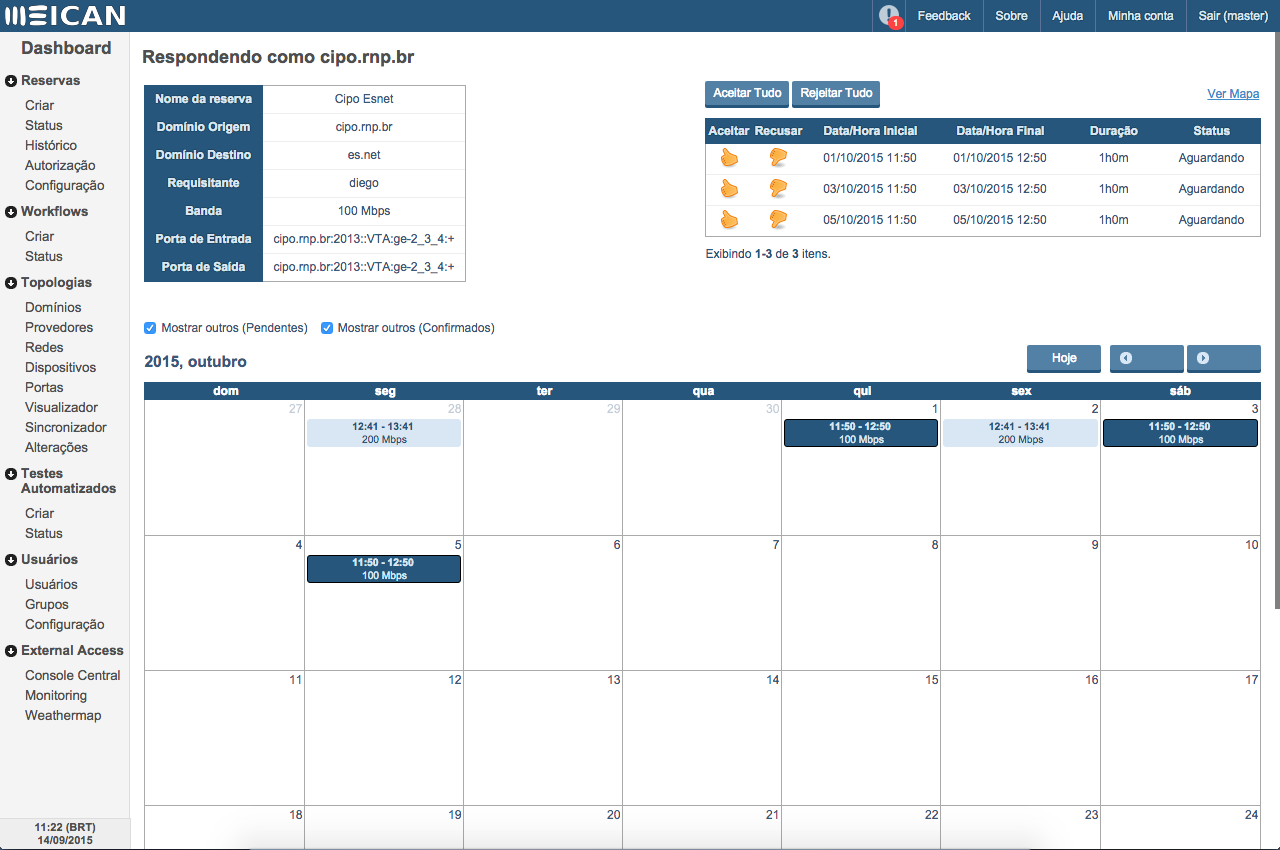 MEICAN
1
Feedback
Sobre
Ajuda
Minha conta
Sair (master)
Dashboard
Reservas
Criar
Status
Histórico
Autorização
Configuração
Workflows
Criar
Status
Topologias
Domínios
Provedores
Redes
Dispositivos
Portas
Visualizador
Sincronizador
Alterações
Testes
Automatizados
Criar
Status
Usuários
Usuários
Grupos
Configuração
External Access
Console Central
Monitoring
Weathermap
11:22 (BRT)
14/09/2015
Respondendo como cipo.rnp.br
Nome da reserva Cipo Esnet
Domínio Origem cipo.rnp.br
Domínio Destino es.net
Requisitante diego
Banda 100 Mbps
Porta de Entrada cipo.rnp.br:2013::VTA:ge-2_3_4:+
Porta de Saída cipo.rnp.br:2013::VTA:ge-2_3_4:+
Aceitar Tudo Rejeitar Tudo Ver Mapa
Aceitar Recusar Data/Hora Inicial Data/Hora Final Duração Status
01/10/2015 11:50 01/10/2015 12:50 1h0m Aguardando
03/10/2015 11:50 03/10/2015 12:50 1h0m Aguardando
05/10/2015 11:50 05/10/2015 12:50 1h0m Aguardando
Exibindo 1-3 de 3 itens.
Mostrar outros (Pendentes) Mostrar outros (Confirmados)
2015, outubro Hoje
dom seg ter qua qui sex sáb
27 28 29 30 1 2 3
12:41 - 13:41 11:50 - 12:50 12:41 - 13:41 11:50 - 12:50
200 Mbps 100 Mbps 200 Mbps 100 Mbps
4 5 6 7 8 9 10
11:50 - 12:50
100 Mbps
11 12 13 14 15 16 17
18 19 20 21 22 23 24